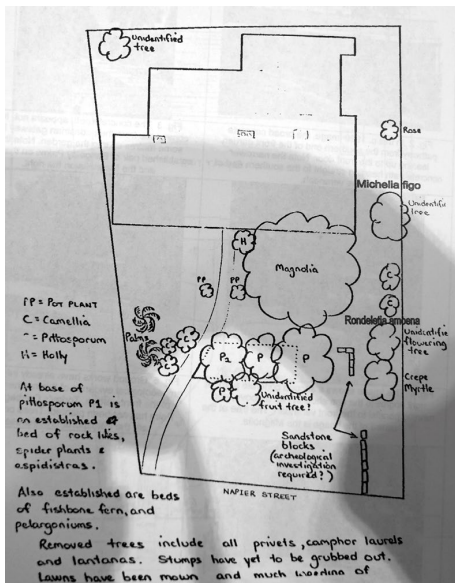 Unidentified
tree
Rose
Michelia figo
Unidentifie
tree
H
Magnolia
PP
PP
C
C
Rondeletia amoena
Unidentifie
flowering
tree
Palms
C
C
C
P1
P
P
P
Crepe
Myrtle
Unidentified
fruit tree?
Sandstone
blocks
(archeological
investigation
required?)
NAPIER STREET
PP = POT PLANT
C = Camellia
= Pittosporum
H = Holly
At base of
pittosporum P1 is
an established
bed of rock lilies,
spider plants &
aspidistras.
Also established are beds
of fishbone fern, and
pelargoniums.
Removed trees include all privets, camphor laurels
and lantanas. Stumps have yet to be grubbed out.
Lawns have been mown and much of